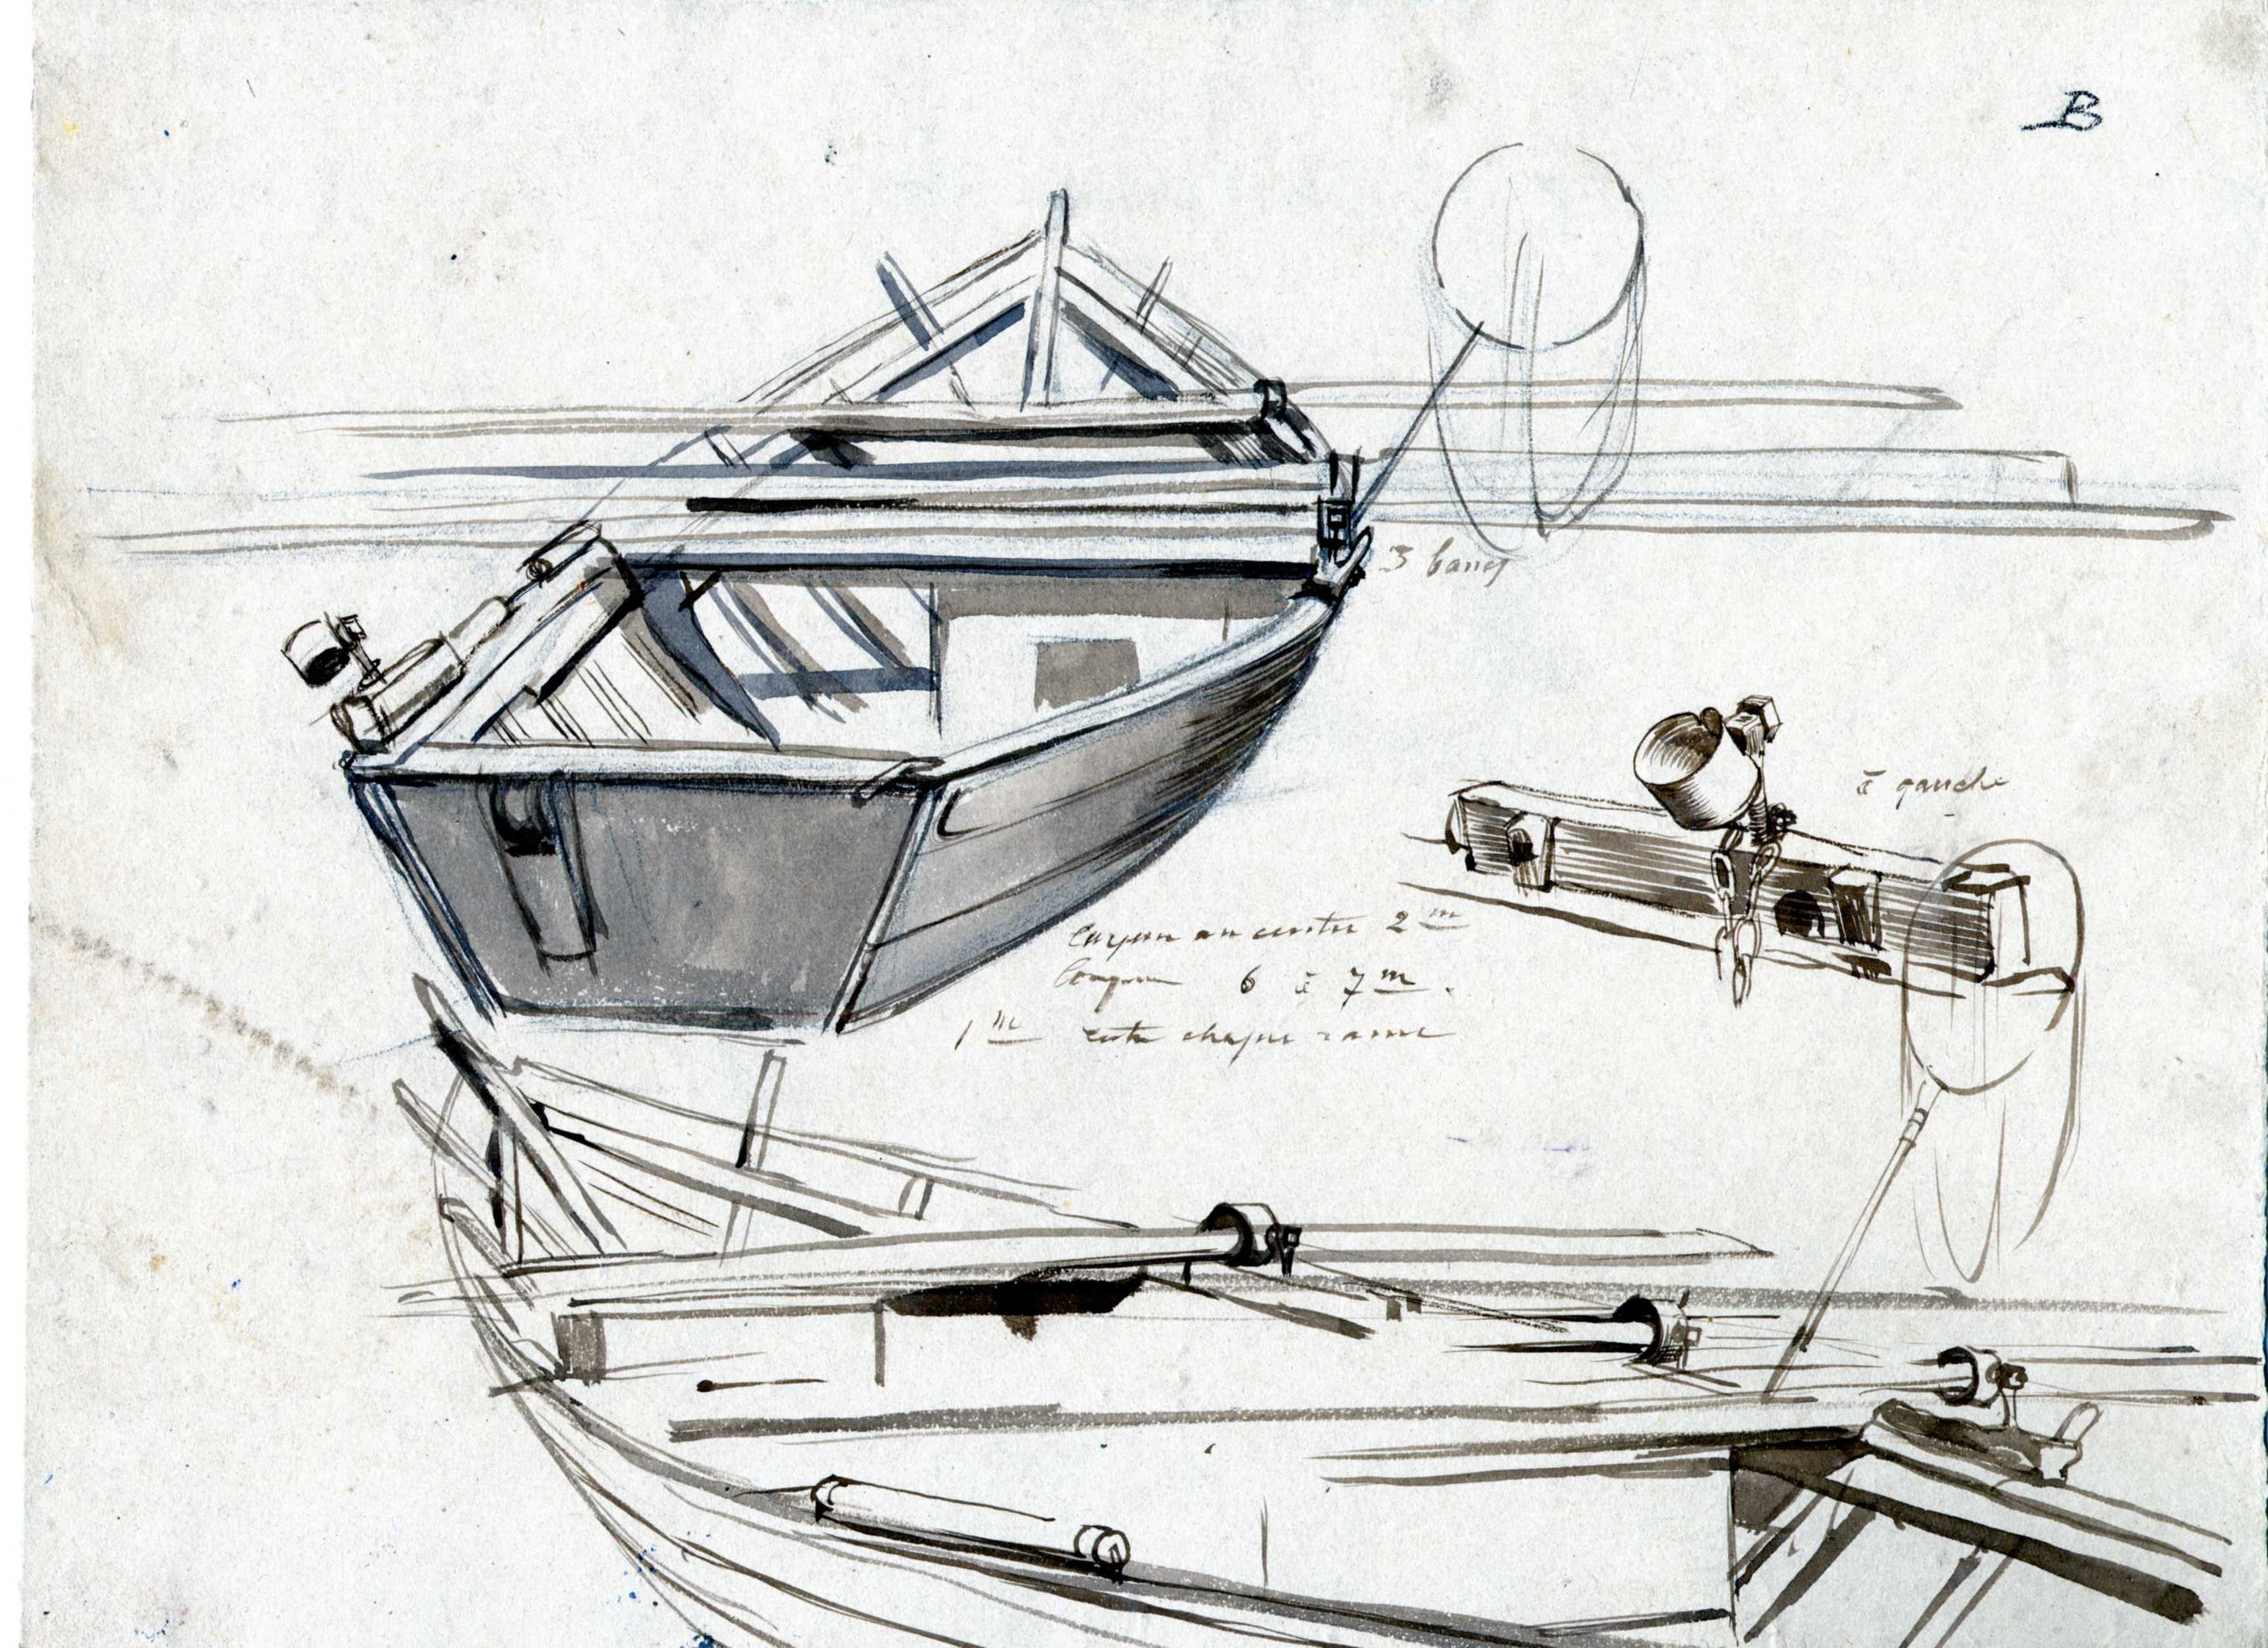 B
3 bancs
à gauche
largeur au centre 2 m
longueur 6 à 7 m.
1 m entre chaque rame